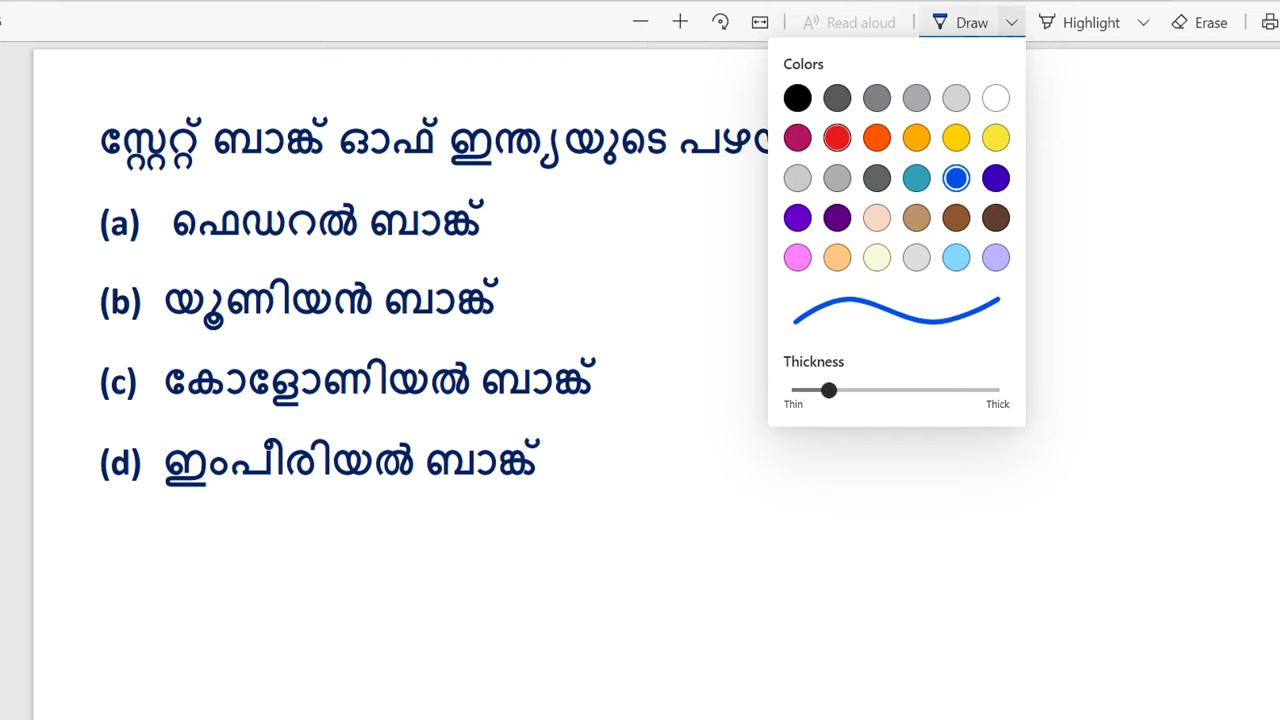 Read aloud Draw Highlight Erase
Colors
സ്റ്റേറ്റ് ബാങ്ക് ഓഫ് ഇന്ത്യയുടെ
(a) ഫെഡറൽ ബാങ്ക്
(b) യൂണിയൻ ബാങ്ക്
(c) കോളോണിയൽ ബാങ്ക്
(d) ഇംപീരിയൽ ബാങ്ക്
Thickness
Thin Thick